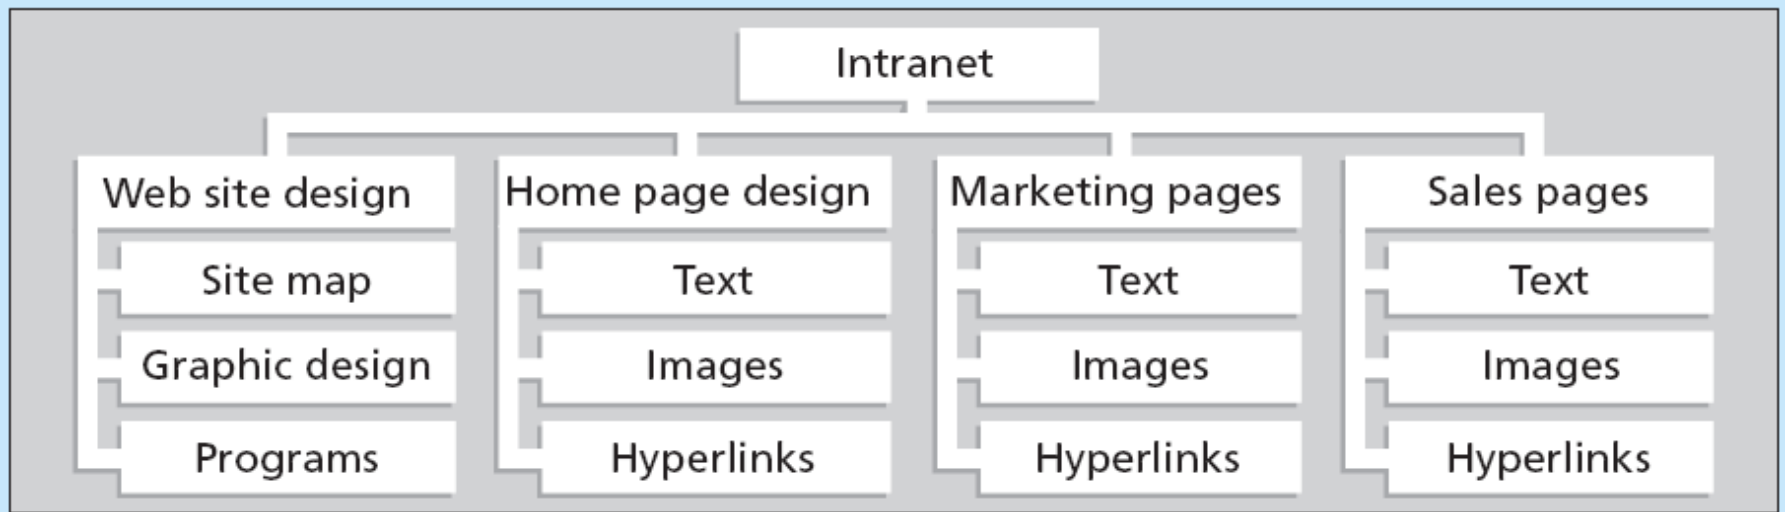 Intranet
Web site design
Home page design
Marketing pages
Sales pages
Site map
Text
Text
Text
Graphic design
Images
Images
Images
Programs
Hyperlinks
Hyperlinks
Hyperlinks